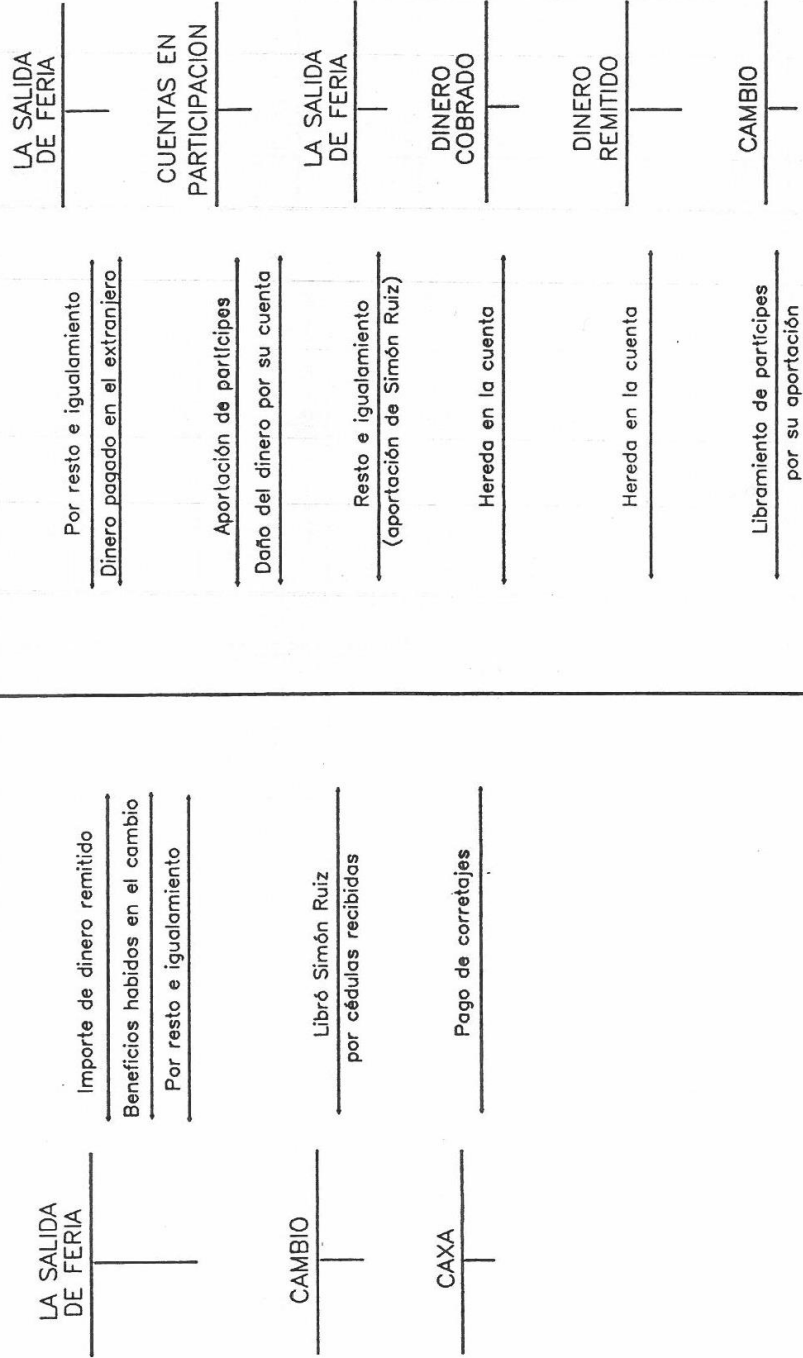 LA SALIDA
DE FERIA
Importe de dinero remitido
Beneficios habidos en el cambio
Por resto e igualamiento
CAMBIO
Libró Simón Ruiz
por cédulas recibidas
CAXA
Pago de corretajes
Por resto e igualamiento
Dinero pagado en el extranjero
LA SALIDA
DE FERIA
Aportación de partícipes
Daño del dinero por su cuenta
CUENTAS EN
PARTICIPACION
Resto e igualamiento
(aportación de Simón Ruiz)
LA SALIDA
DE FERIA
Hereda en la cuenta
DINERO
COBRADO
Hereda en la cuenta
DINERO
REMITIDO
Libramiento de partícipes
por su aportación
CAMBIO